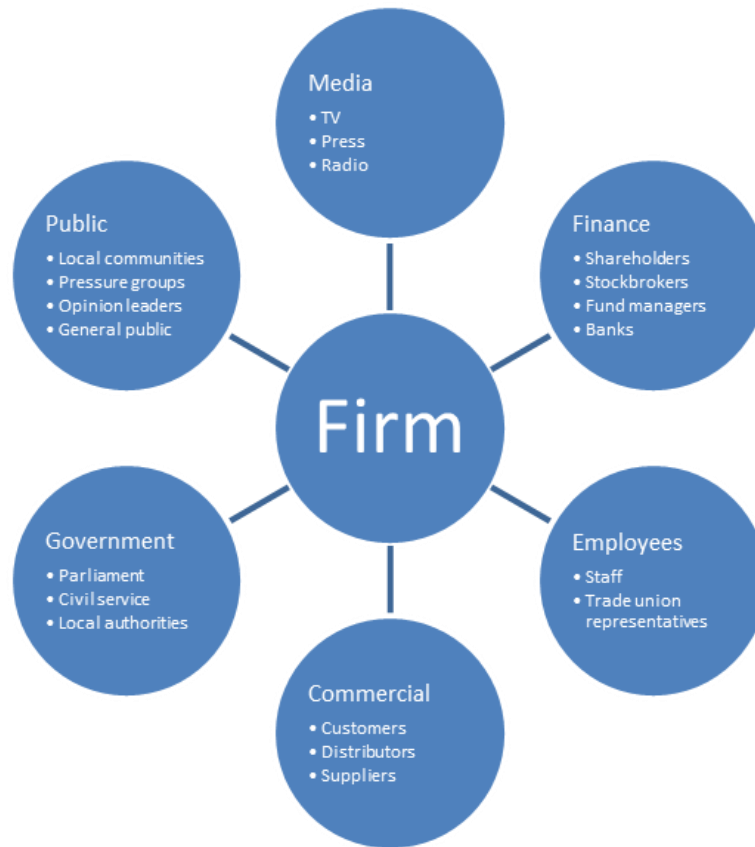 Media
• TV
• Press
• Radio
Public
• Local communities
• Pressure groups
• Opinion leaders
• General public
Finance
• Shareholders
• Stockbrokers
• Fund managers
• Banks
Firm
Government
• Parliament
• Civil service
• Local authorities
Employees
• Staff
• Trade union
representatives
Commercial
• Customers
• Distributors
• Suppliers